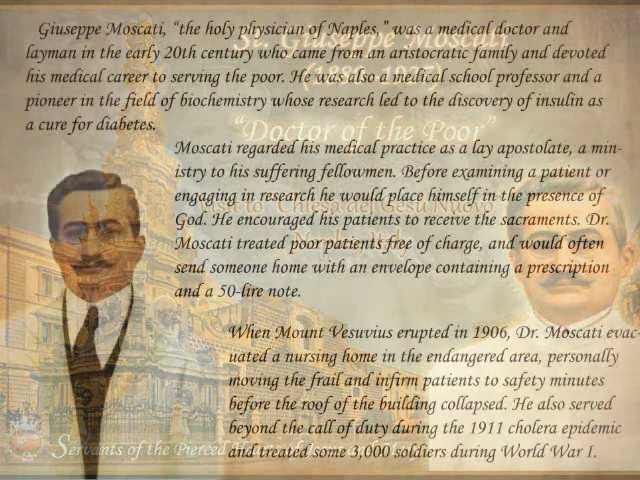 Giuseppe Moscati, “the holy physician of Naples,” was a medical doctor and
layman in the early 20th century who came from an aristocratic family and devoted
his medical career to serving the poor. He was also a medical school professor and a
pioneer in the field of biochemistry whose research led to the discovery of insulin as
a cure for diabetes.
St. Giuseppe Moscati
“Doctor of the Poor”
Moscati regarded his medical practice as a lay apostolate, a min-
istry to his suffering fellowmen. Before examining a patient or
engaging in research he would place himself in the presence of
God. He encouraged his patients to receive the sacraments. Dr.
Moscati treated poor patients free of charge, and would often
send someone home with an envelope containing a prescription
and a 50-lire note.
Chiesa del Gesù Nuovo
When Mount Vesuvius erupted in 1906, Dr. Moscati evac-
uated a nursing home in the endangered area, personally
moving the frail and infirm patients to safety minutes
before the roof of the building collapsed. He also served
beyond the call of duty during the 1911 cholera epidemic
and treated some 3,000 soldiers during World War I.
Servants of the Pierced